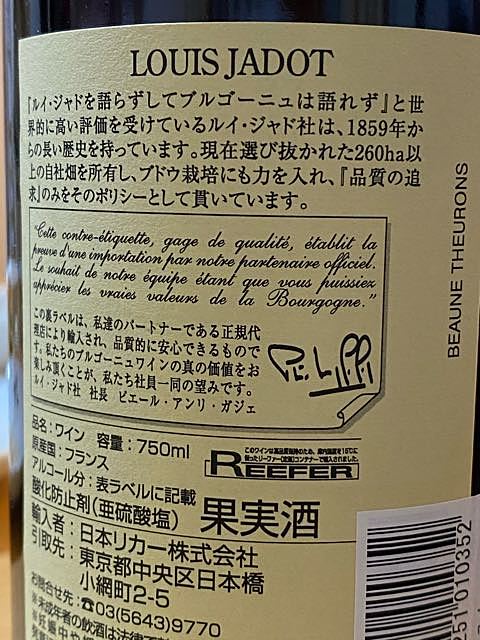 LOUIS JADOT
『ルイ・ジャドを語らずしてブルゴーニュは語れず』と世
界的に高い評価を受けているルイ・ジャド社は、1859年か
らの長い歴史を持っています。現在選び抜かれた260ha以
上の自社畑を所有し、ブドウ栽培にも力を入れ、『品質の追
求』のみをそのポリシーとして貫いています。
"Cette contre-étiquette, gage de qualité, établit la
preuve d'une importation par notre partenaire officiel.
Le souhait de notre équipe étant que vous puissiez
apprécier les vraies valeurs de la Bourgogne."
この裏ラベルは、私達のパートナーである正規代
理店により輸入され、品質的に安心できるもので
す。私たちのブルゴーニュワインの真の価値をお
楽しみ頂くことが、私たち社員一同の望みです。
ルイ・ジャド社 社長 ピエール・アンリ・ガジェ
品名：ワイン 容量：750ml
原産国：フランス
アルコール分：表ラベルに記載
酸化防止剤(亜硫酸塩) 果実酒
REEFER
輸入者：日本リカー株式会社
引取先：東京都中央区日本橋
小網町2-5
お問合せ先：☎03(5643)9770
※未成年者の飲酒は法律で
BEAUNE THEURONS
251010352